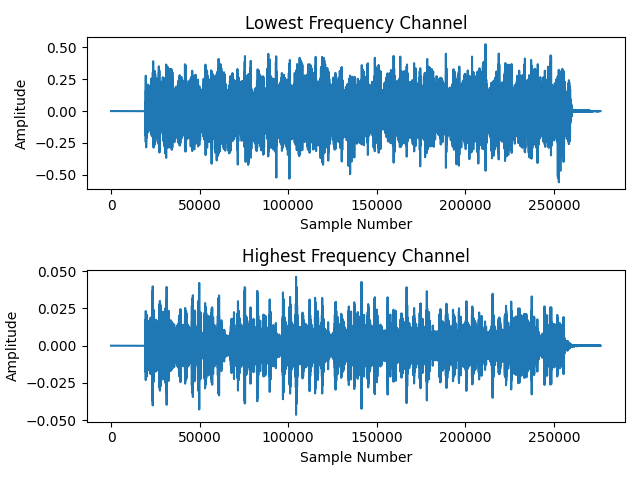 Lowest Frequency Channel
0.50
0.25
0.00
−0.25
−0.50
Amplitude
0 50000 100000 150000 200000 250000
Sample Number
Highest Frequency Channel
0.050
0.025
0.000
−0.025
−0.050
Amplitude
0 50000 100000 150000 200000 250000
Sample Number